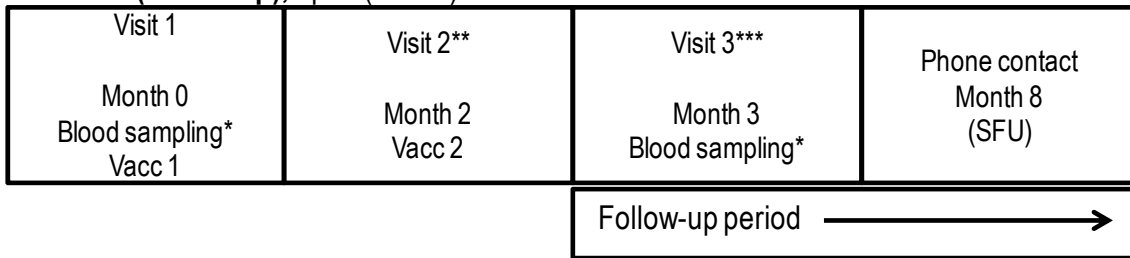 Visit 1
Month 0
Blood sampling*
Vacc 1
Visit 2**
Month 2
Vacc 2
Visit 3***
Month 3
Blood sampling*
Phone contact
Month 8
(SFU)
Follow-up period